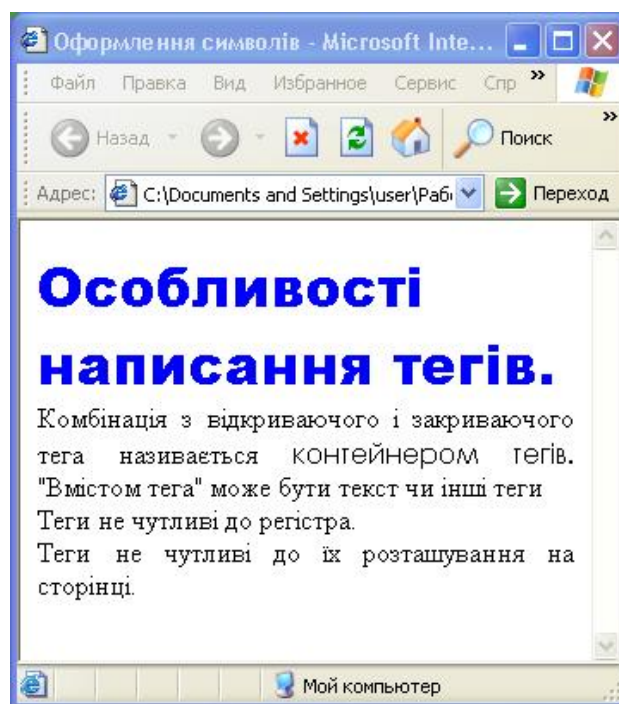 Оформлення символів - Microsoft Inte...
Файл Правка Вид Избранное Сервис Спр »
Назад Поиск »
Адрес: C:\Documents and Settings\user\Рабо Переход
Особливості
написання тегів.
Комбінація з відкриваючого і закриваючого
тега називається контейнером тегів.
"Вмістом тега" може бути текст чи інші теги
Теги не чутливі до регістра.
Теги не чутливі до їх розташування на
сторінці.
Мой компьютер